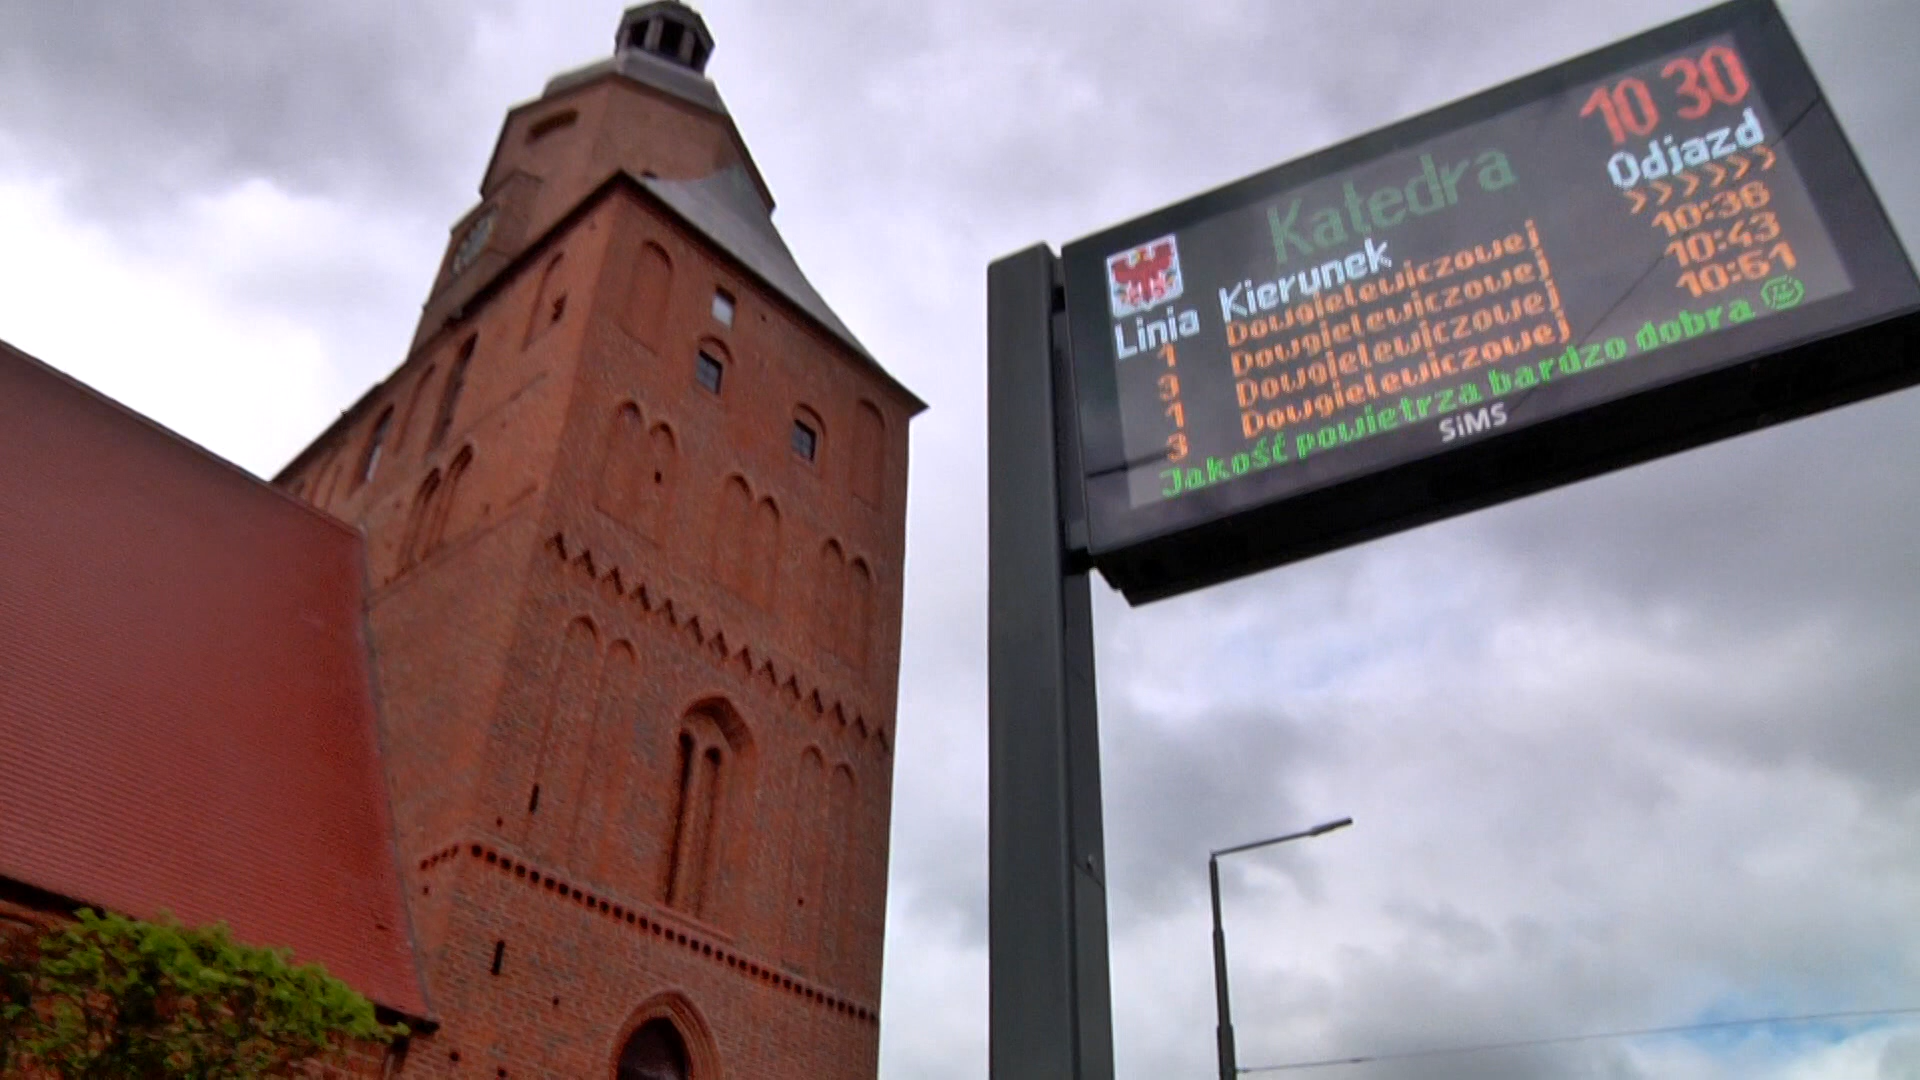 10 30
Katedra
Linia Kierunek Odjazd
1 Dowgielewiczowej >>>>>>
3 Dowgielewiczowej 10:36
1 Dowgielewiczowej 10:43
3 Dowgielewiczowej 10:51
Jakość powietrza bardzo dobra
SiMS